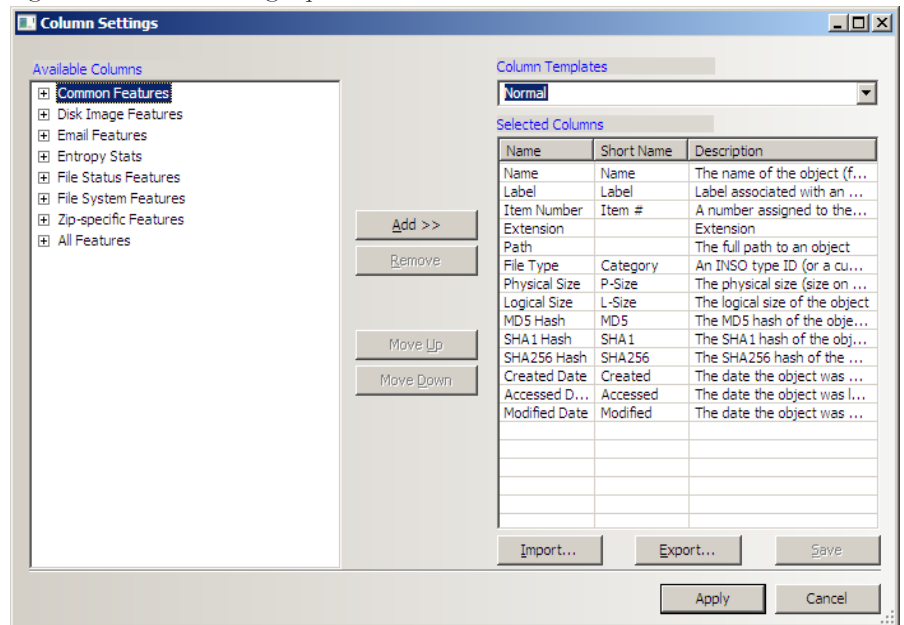 Column Settings
Available Columns
Common Features
Disk Image Features
Email Features
Entropy Stats
File Status Features
File System Features
Zip-specific Features
All Features
Add >>
Remove
Move Up
Move Down
Column Templates
Normal
Selected Columns
Name Short Name Description
Name Name The name of the object (f...
Label Label Label associated with an ...
Item Number Item # A number assigned to the...
Extension Extension
Path The full path to an object
File Type Category An INSO type ID (or a cu...
Physical Size P-Size The physical size (size on ...
Logical Size L-Size The logical size of the object
MD5 Hash MD5 The MD5 hash of the obje...
SHA1 Hash SHA1 The SHA1 hash of the obj...
SHA256 Hash SHA256 The SHA256 hash of the ...
Created Date Created The date the object was ...
Accessed D... Accessed The date the object was l...
Modified Date Modified The date the object was ...
Import... Export... Save
Apply Cancel